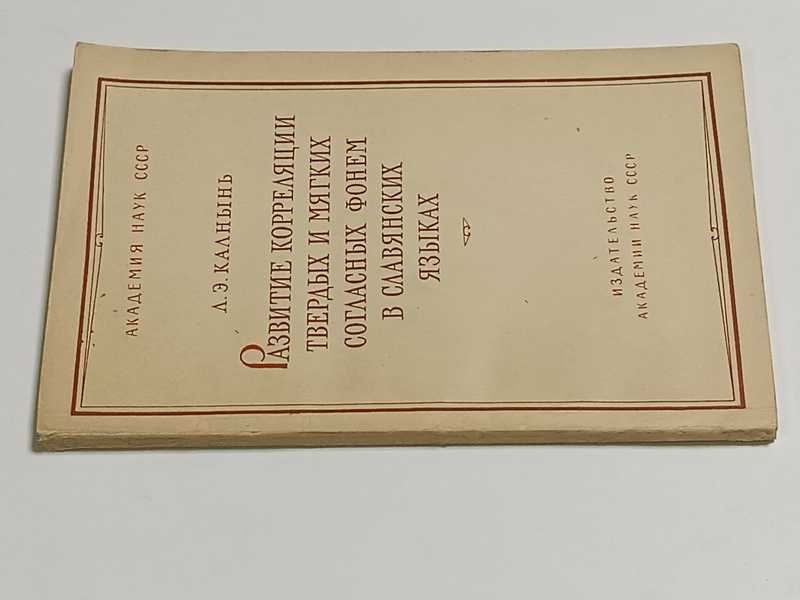 АКАДЕМИЯ НАУК СССР
Л. Э. КАЛНЫНЬ
РАЗВИТИЕ КОРРЕЛЯЦИИ
ТВЕРДЫХ И МЯГКИХ
СОГЛАСНЫХ ФОНЕМ
В СЛАВЯНСКИХ
ЯЗЫКАХ
ИЗДАТЕЛЬСТВО
АКАДЕМИИ НАУК СССР